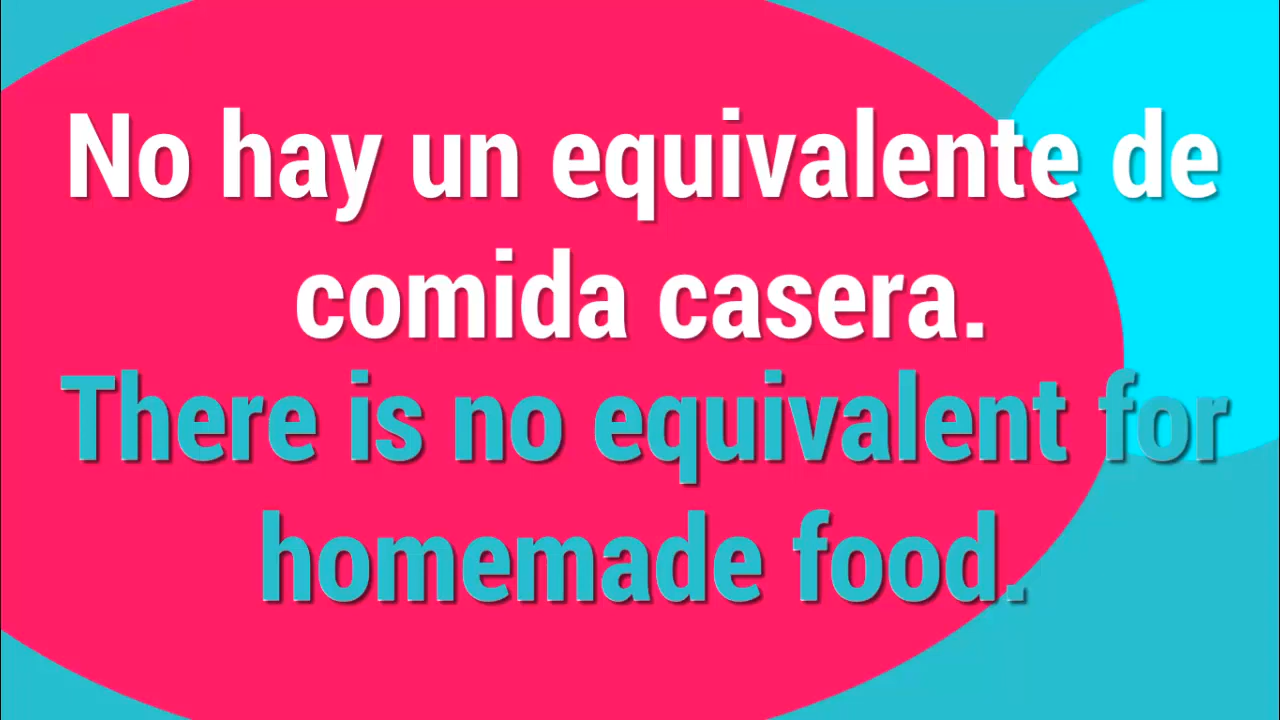 No hay un equivalente de
comida casera.
There is no equivalent for
homemade food.